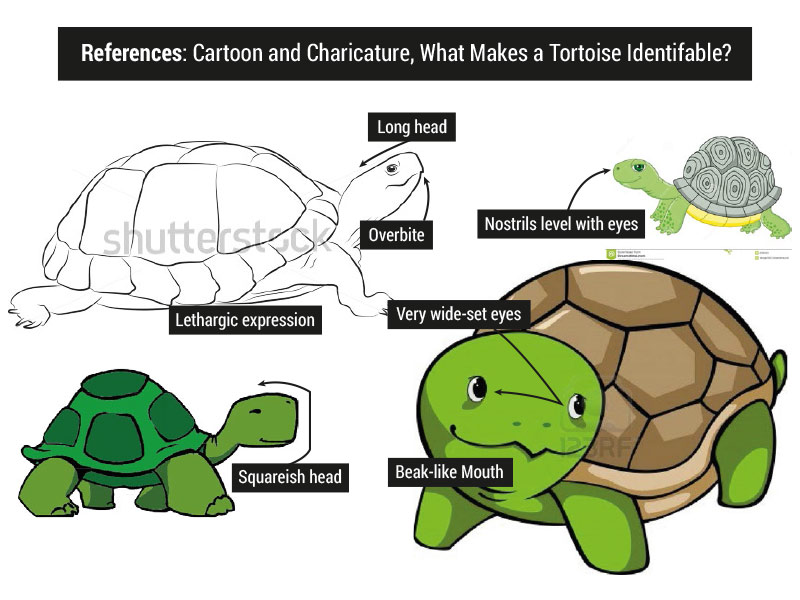 References: Cartoon and Charicature, What Makes a Tortoise Identifable?
Long head
Overbite
Nostrils level with eyes
shutterstock
Lethargic expression
Very wide-set eyes
Squareish head
Beak-like Mouth
123RF